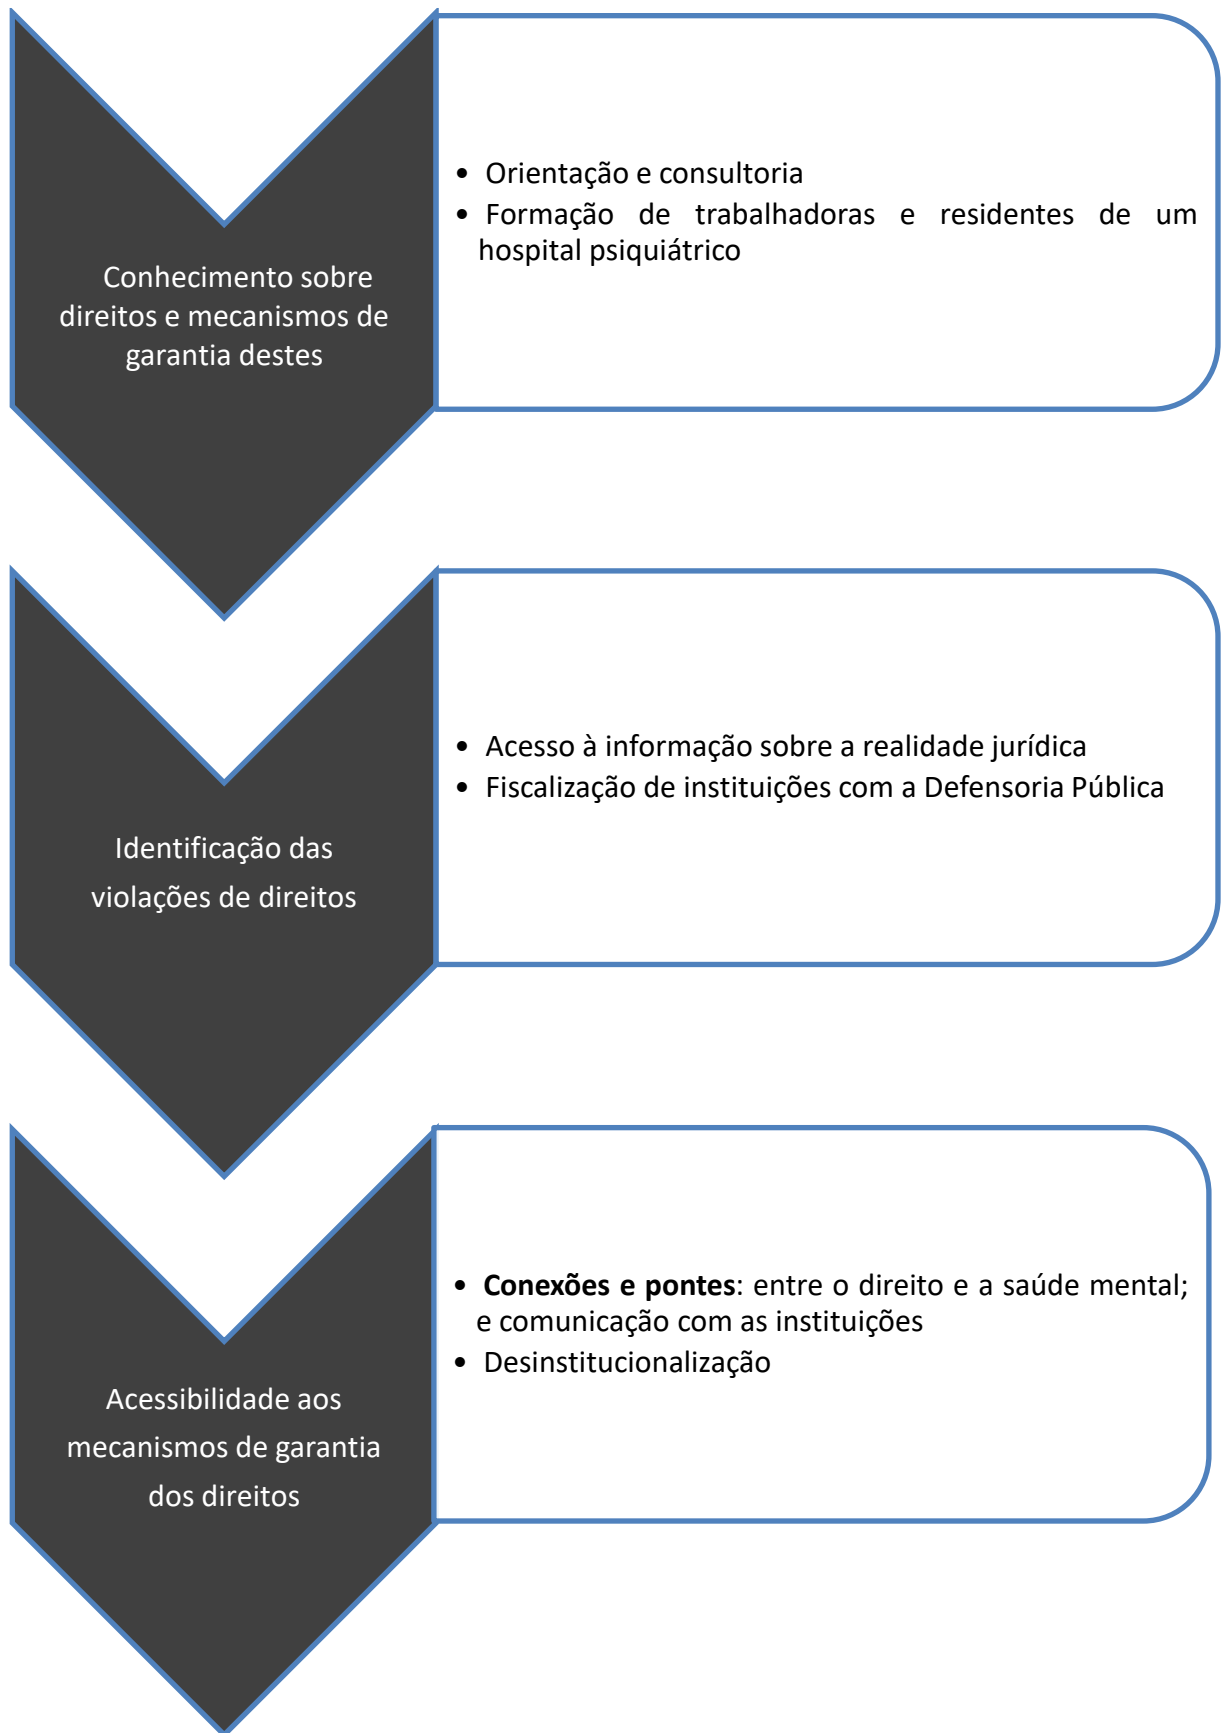 Conhecimento sobre
direitos e mecanismos de
garantia destes
• Orientação e consultoria
• Formação de trabalhadoras e residentes de um
hospital psiquiátrico
Identificação das
violações de direitos
• Acesso à informação sobre a realidade jurídica
• Fiscalização de instituições com a Defensoria Pública
Acessibilidade aos
mecanismos de garantia
dos direitos
• Conexões e pontes: entre o direito e a saúde mental;
e comunicação com as instituições
• Desinstitucionalização